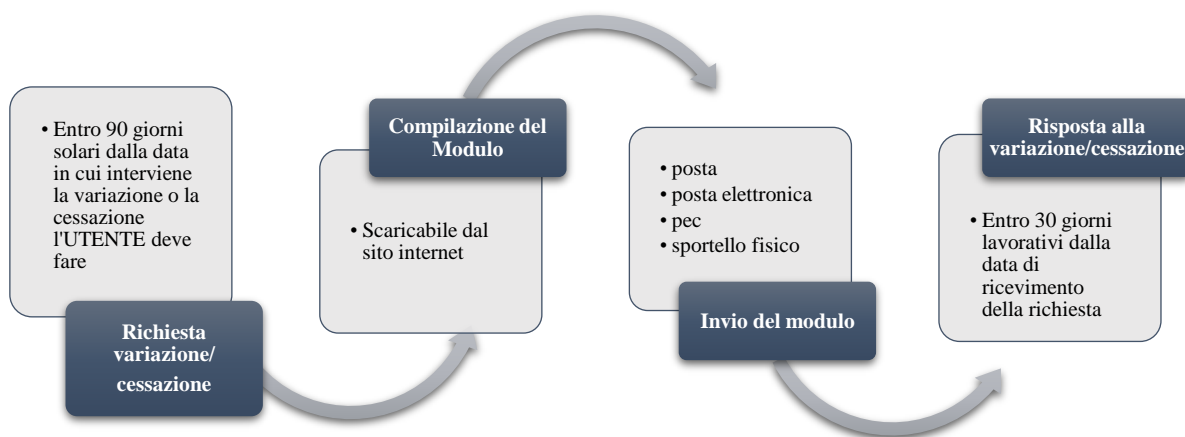 • Entro 90 giorni
solari dalla data
in cui interviene
la variazione o la
cessazione
l'UTENTE deve
fare
Richiesta
variazione/
cessazione
Compilazione del
Modulo
• Scaricabile dal
sito internet
• posta
• posta elettronica
• pec
• sportello fisico
Invio del modulo
Risposta alla
variazione/cessazione
• Entro 30 giorni
lavorativi dalla
data di
ricevimento
della richiesta